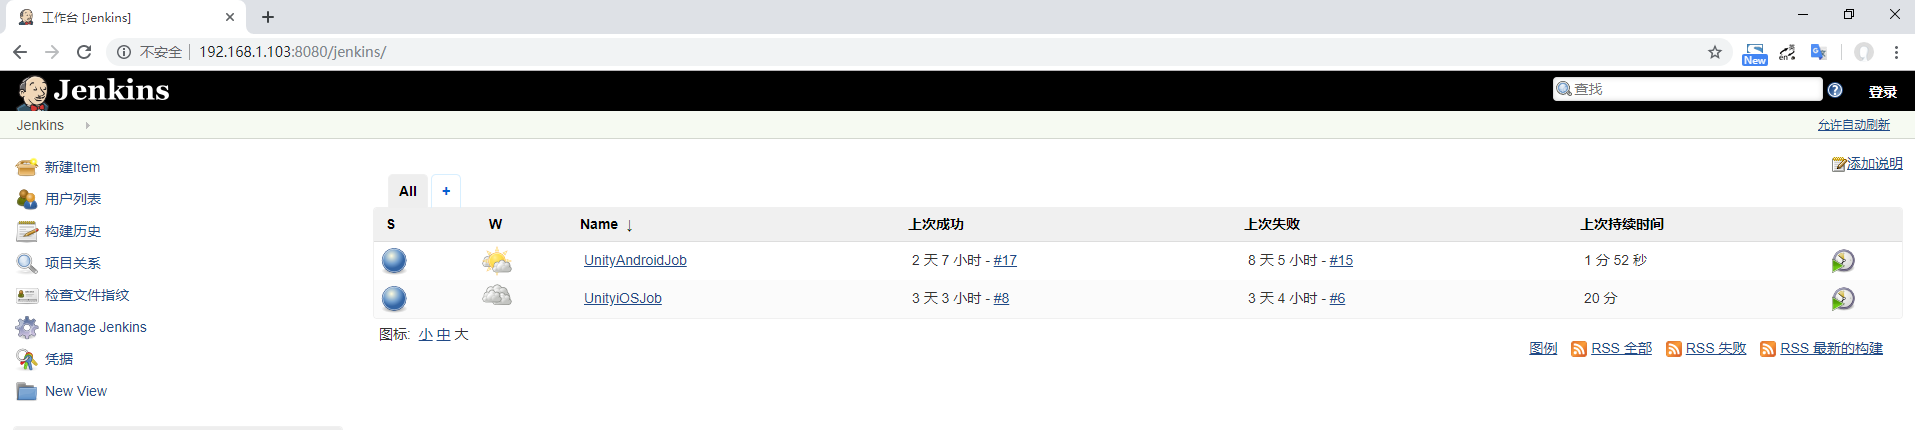 工作台 [Jenkins]
不安全 192.168.1.103:8080/jenkins/
New
en
Jenkins
查找
登录
Jenkins
允许自动刷新
新建Item
添加说明
用户列表
All +
构建历史
S W Name ↓ 上次成功 上次失败 上次持续时间
项目关系
UnityAndroidJob 2 天 7 小时 - #17 8 天 5 小时 - #15 1 分 52 秒
检查文件指纹
UnityiOSJob 3 天 3 小时 - #8 3 天 4 小时 - #6 20 分
Manage Jenkins
图标: 小 中 大
图例 RSS 全部 RSS 失败 RSS 最新的构建
凭据
New View